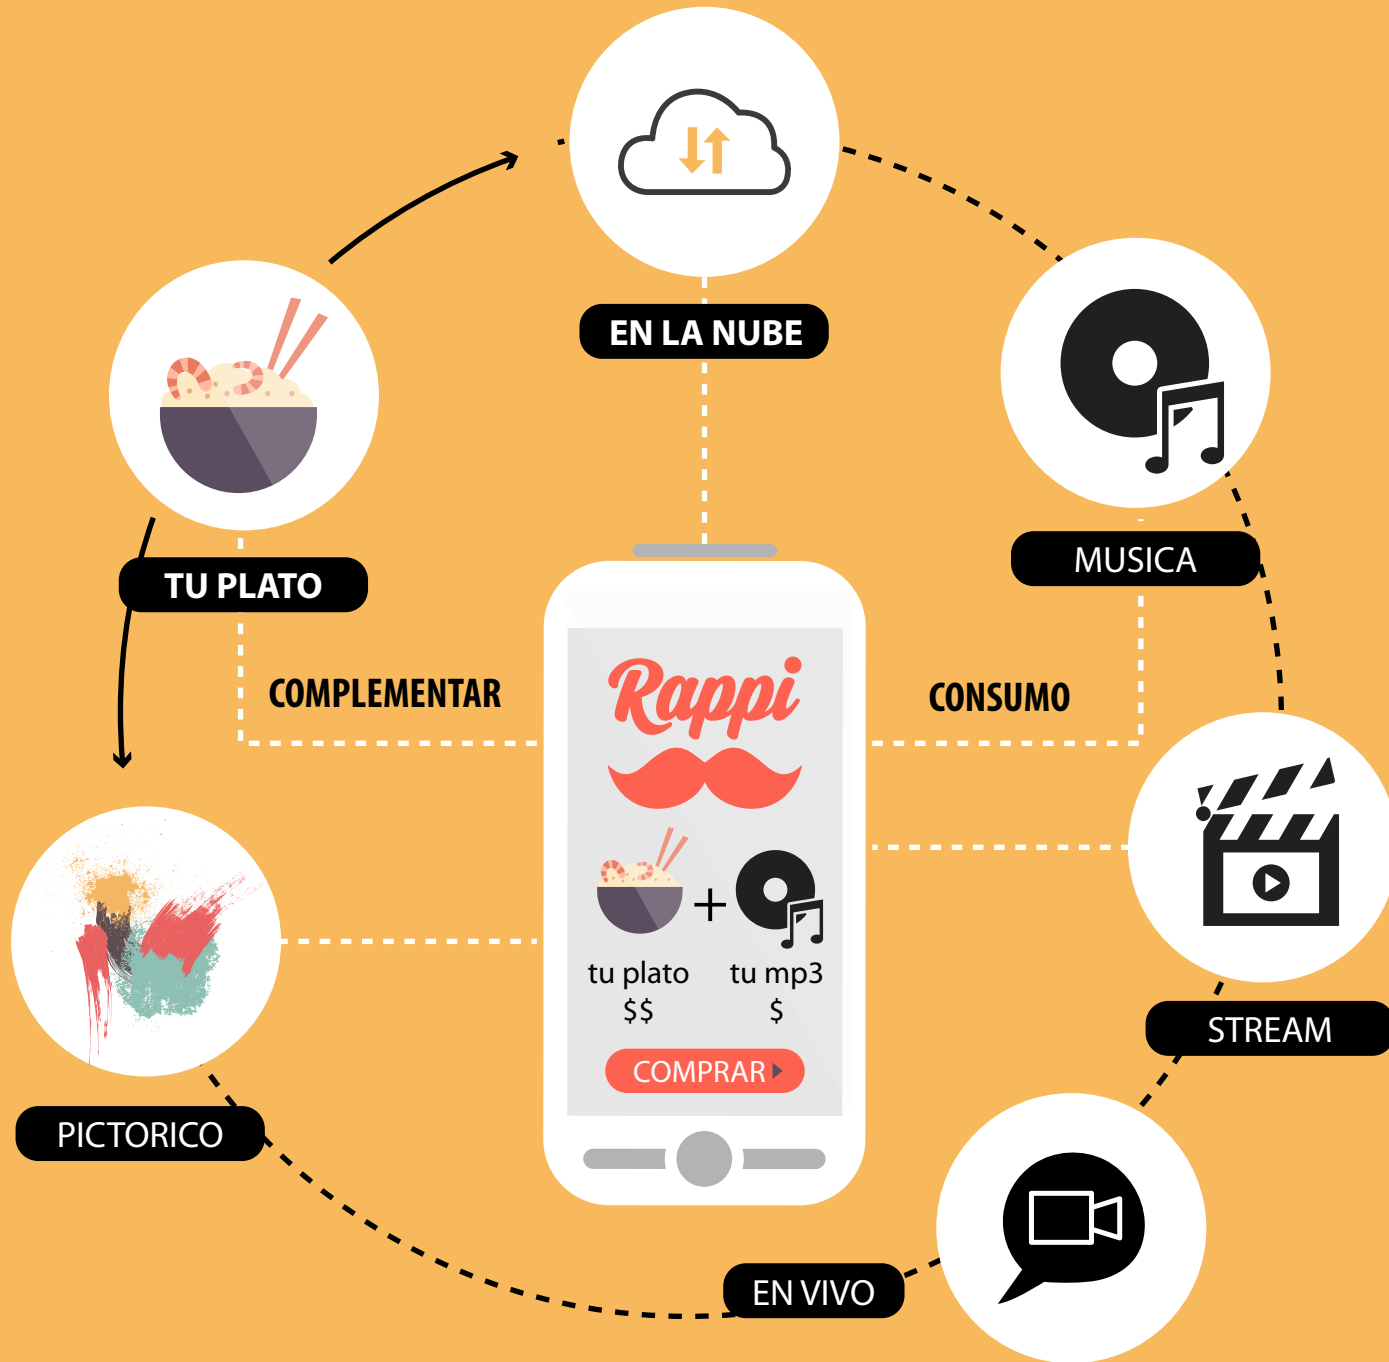 EN LA NUBE
MUSICA
TU PLATO
COMPLEMENTAR
CONSUMO
Rappi
+
tu plato
$$
tu mp3
$
COMPRAR
STREAM
PICTORICO
EN VIVO